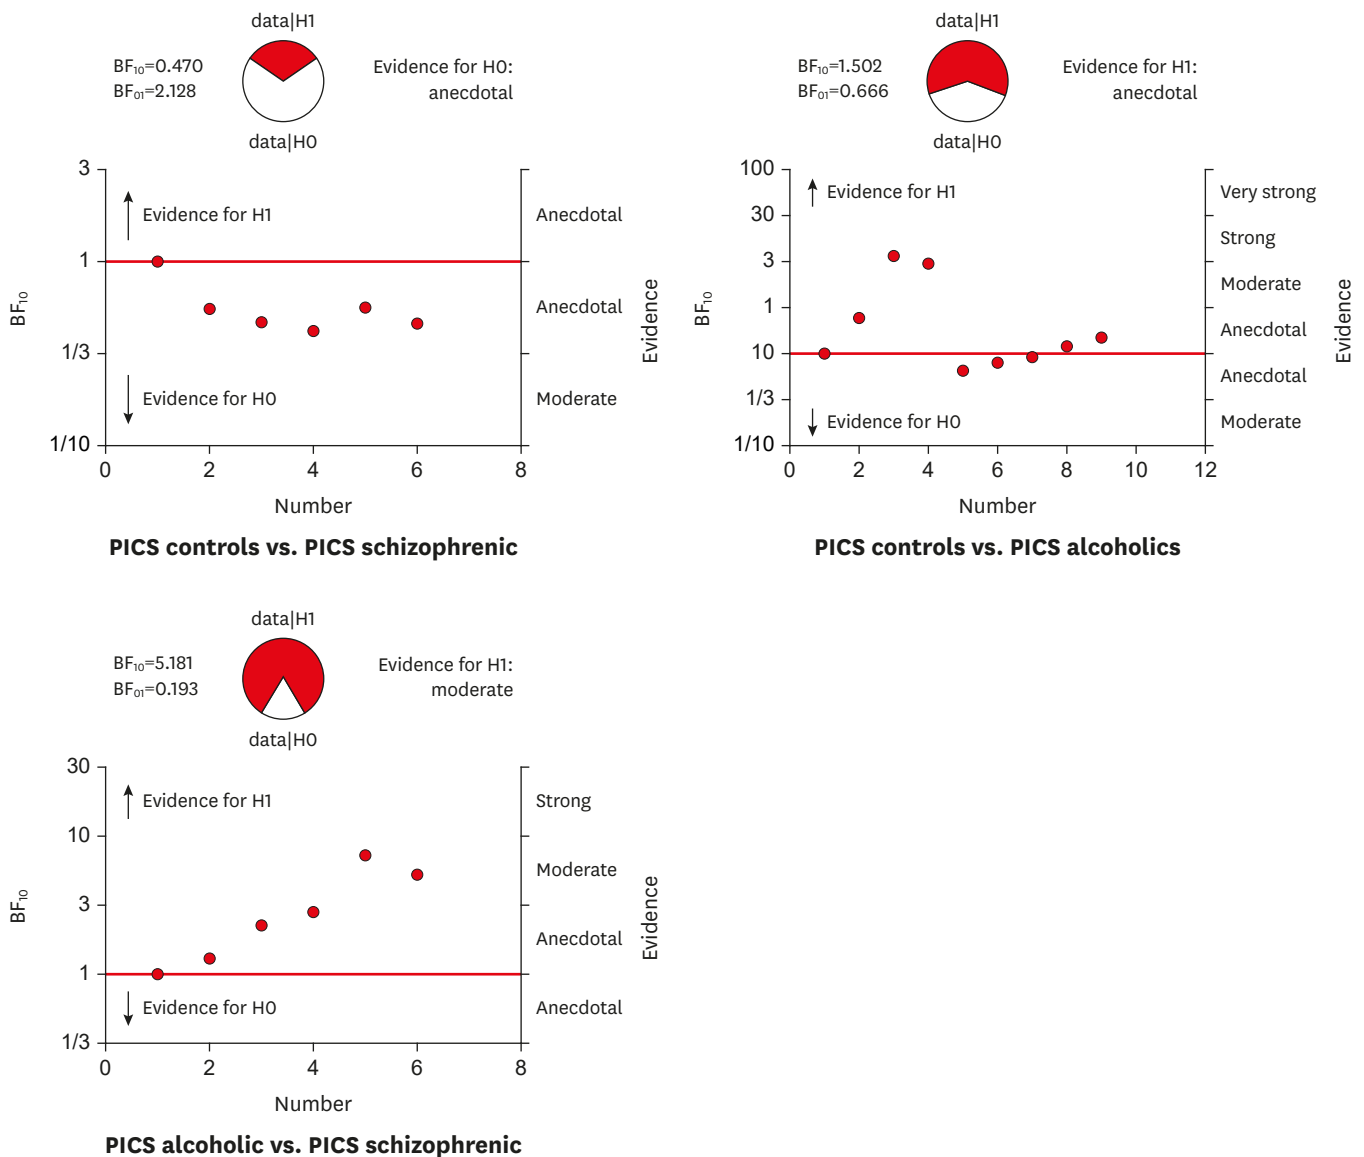 data|H1
BF₁₀=0.470
BF₀₁=2.128
Evidence for H0:
anecdotal
data|H0
3
1
1/3
1/10
BF₁₀
Evidence for H1
Evidence for H0
Anecdotal
Anecdotal
Moderate
Evidence
0 2 4 6 8
Number
PICS controls vs. PICS schizophrenic
data|H1
BF₁₀=1.502
BF₀₁=0.666
Evidence for H1:
anecdotal
data|H0
100
30
3
1
10
1/3
1/10
BF₁₀
Evidence for H1
Evidence for H0
Very strong
Strong
Moderate
Anecdotal
Anecdotal
Moderate
Evidence
0 2 4 6 8 10 12
Number
PICS controls vs. PICS alcoholics
data|H1
BF₁₀=5.181
BF₀₁=0.193
Evidence for H1:
moderate
data|H0
30
10
3
1
1/3
BF₁₀
Evidence for H1
Evidence for H0
Strong
Moderate
Anecdotal
Anecdotal
Evidence
0 2 4 6 8
Number
PICS alcoholic vs. PICS schizophrenic